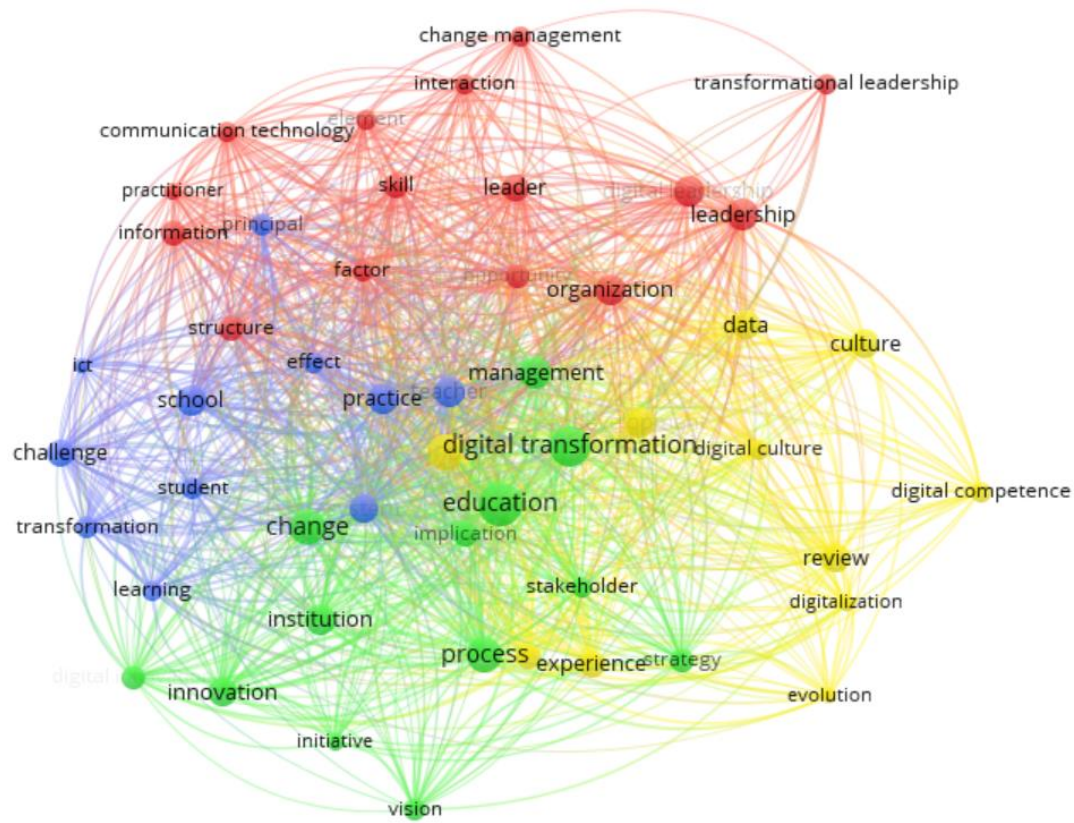 change management
interaction
transformational leadership
element
communication technology
skill
leader
digital leadership
practitioner
leadership
principal
information
factor
opportunity
organization
structure
data
culture
effect
ict
management
school
practice
teacher
digital transformation
digital culture
challenge
student
digital competence
education
change
transformation
implication
review
stakeholder
learning
digitalization
institution
process
experience
strategy
digital
innovation
evolution
initiative
vision